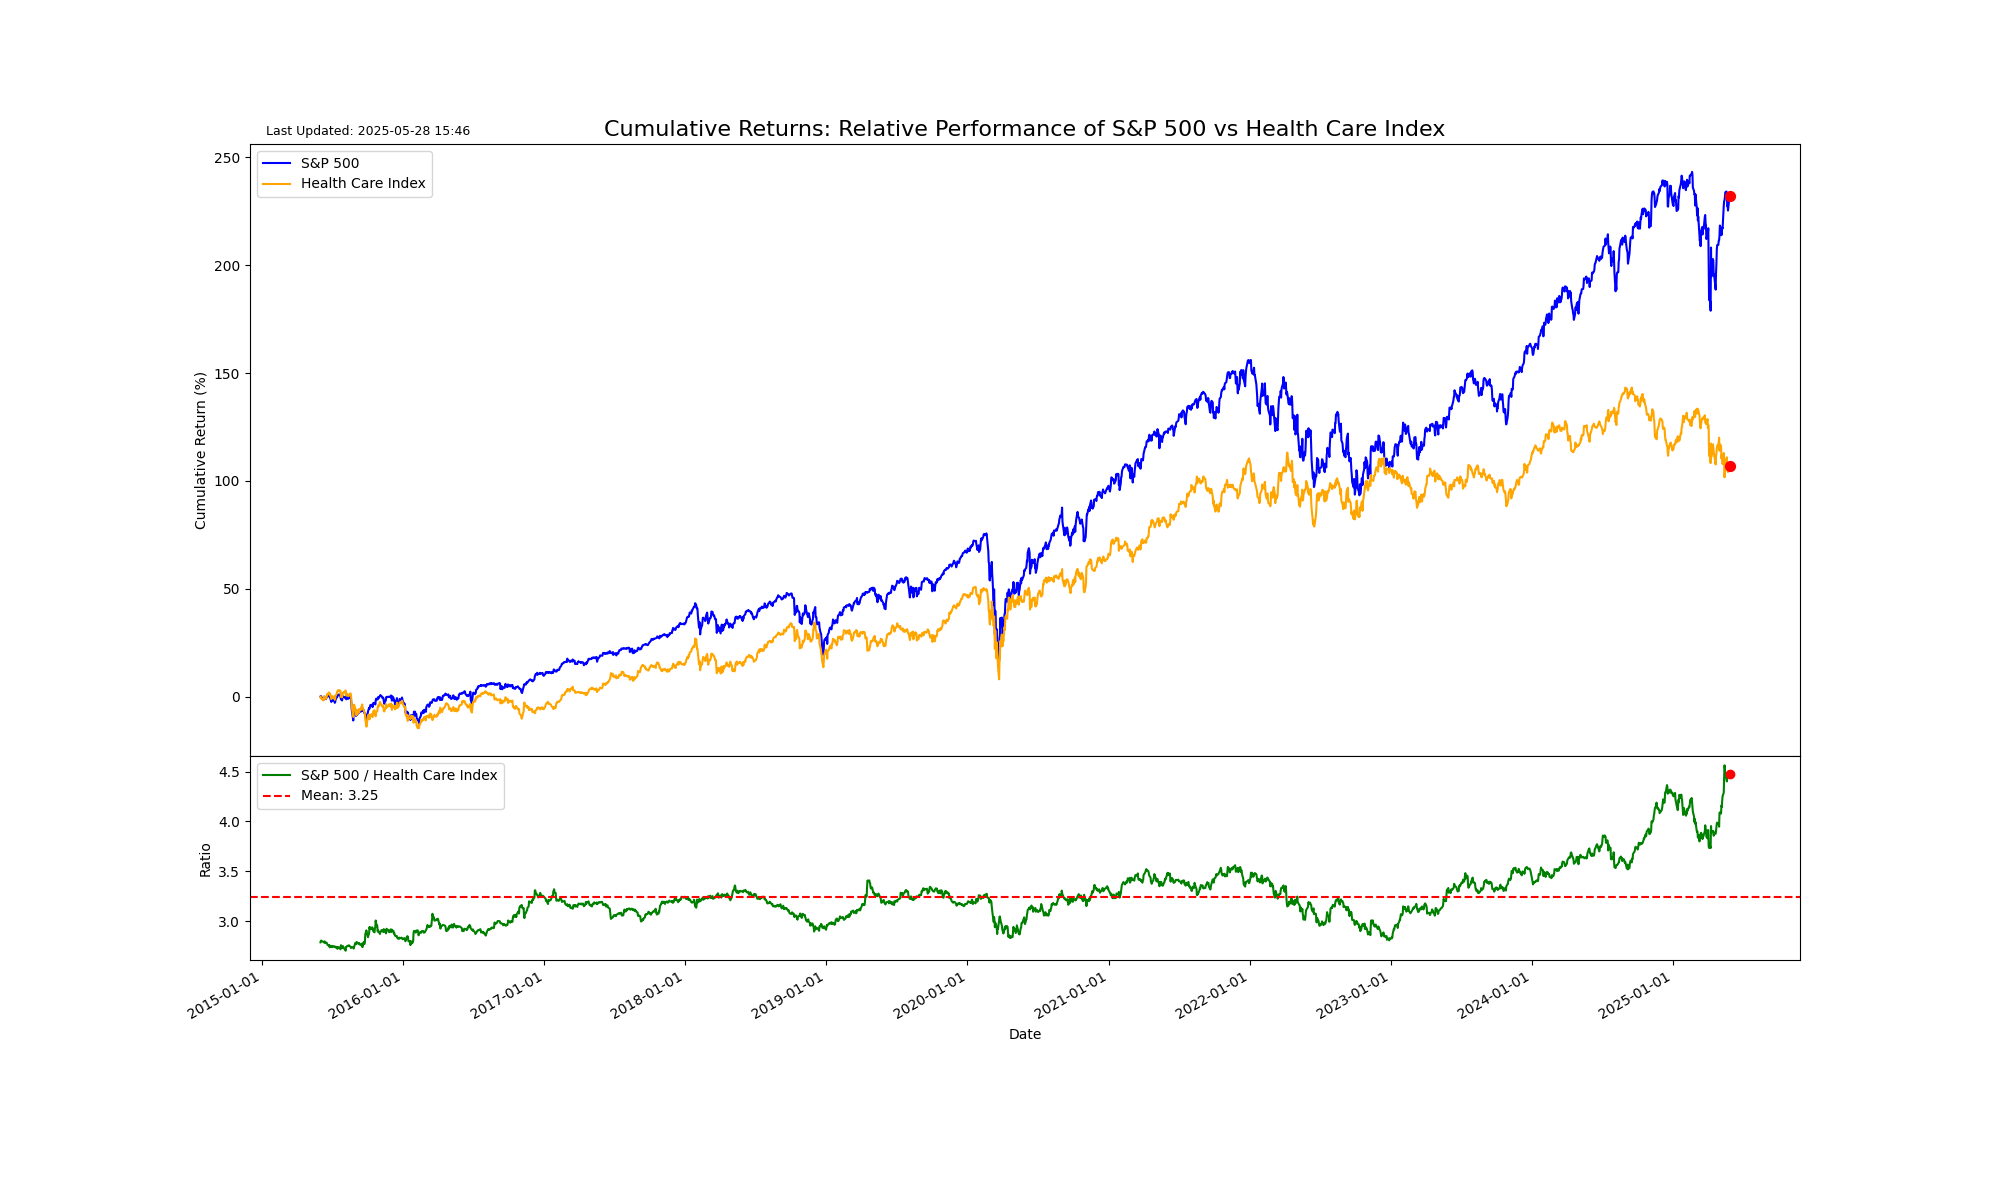 Last Updated: 2025-05-28 15:46
Cumulative Returns: Relative Performance of S&P 500 vs Health Care Index
S&P 500
Health Care Index
250
200
150
100
50
0
Cumulative Return (%)
S&P 500 / Health Care Index
Mean: 3.25
4.5
4.0
3.5
3.0
Ratio
2015-01-01
2016-01-01
2017-01-01
2018-01-01
2019-01-01
2020-01-01
2021-01-01
2022-01-01
2023-01-01
2024-01-01
2025-01-01
Date